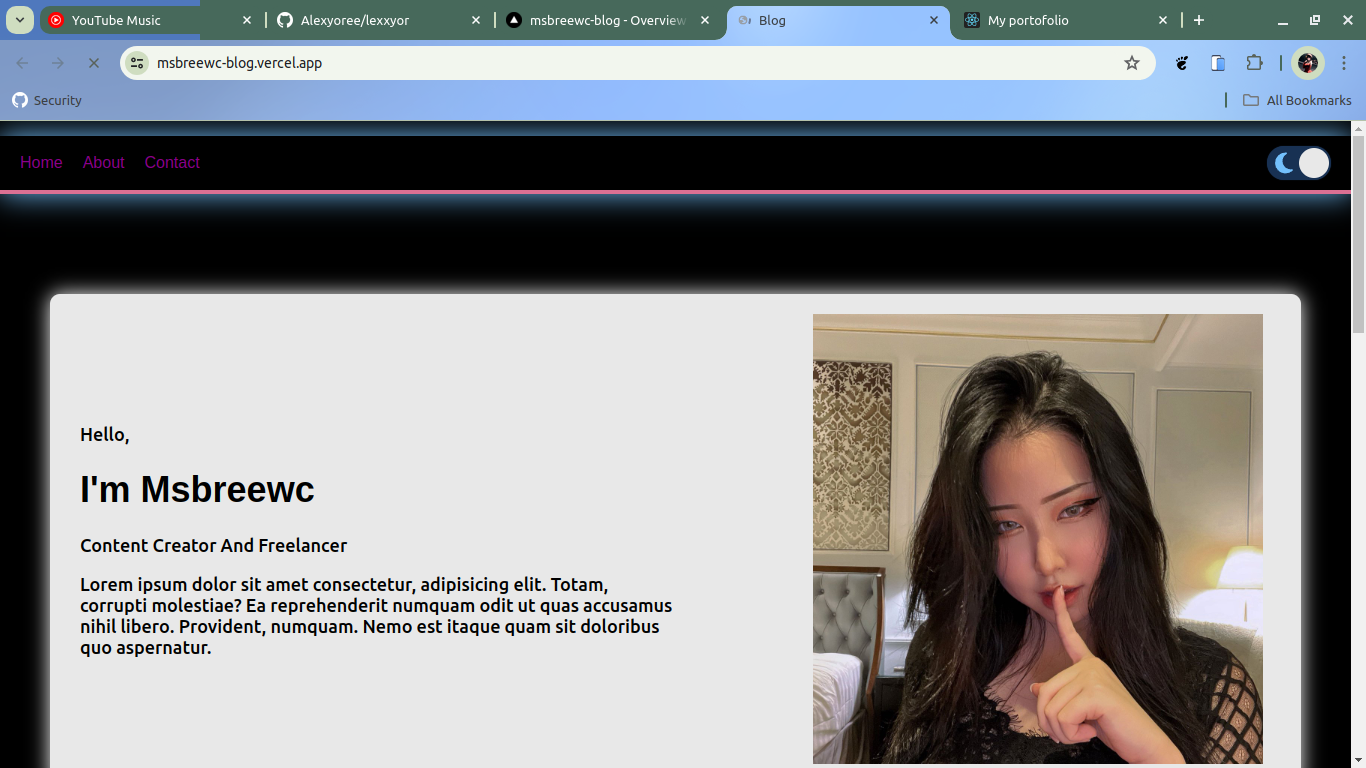 YouTube Music
Alexyoree/lexxyor
msbreewc-blog - Overview
Blog
My portofolio
msbreewc-blog.vercel.app
Security
All Bookmarks
Home
About
Contact
Hello,
I'm Msbreewc
Content Creator And Freelancer
Lorem ipsum dolor sit amet consectetur, adipisicing elit. Totam,
corrupti molestiae? Ea reprehenderit numquam odit ut quas accusamus
nihil libero. Provident, numquam. Nemo est itaque quam sit doloribus
quo aspernatur.